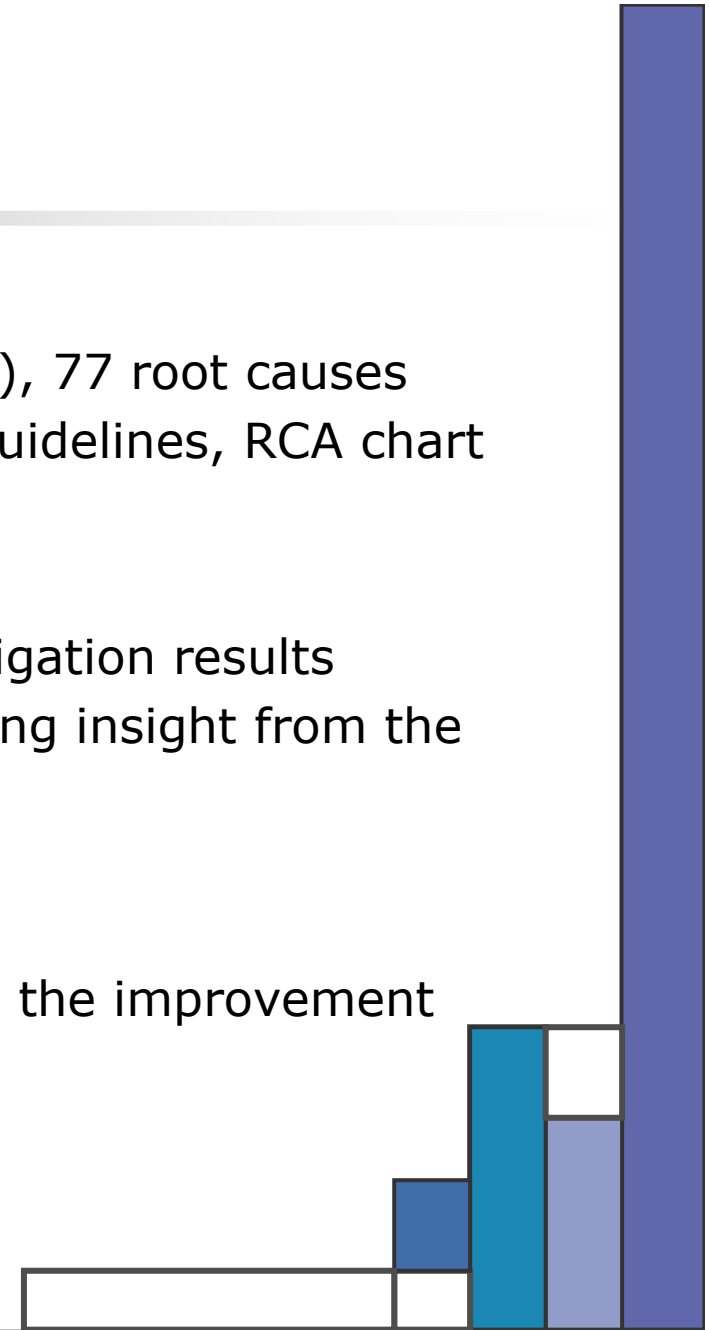 ), 77 root causes
uidelines, RCA chart
igation results
ng insight from the
the improvement